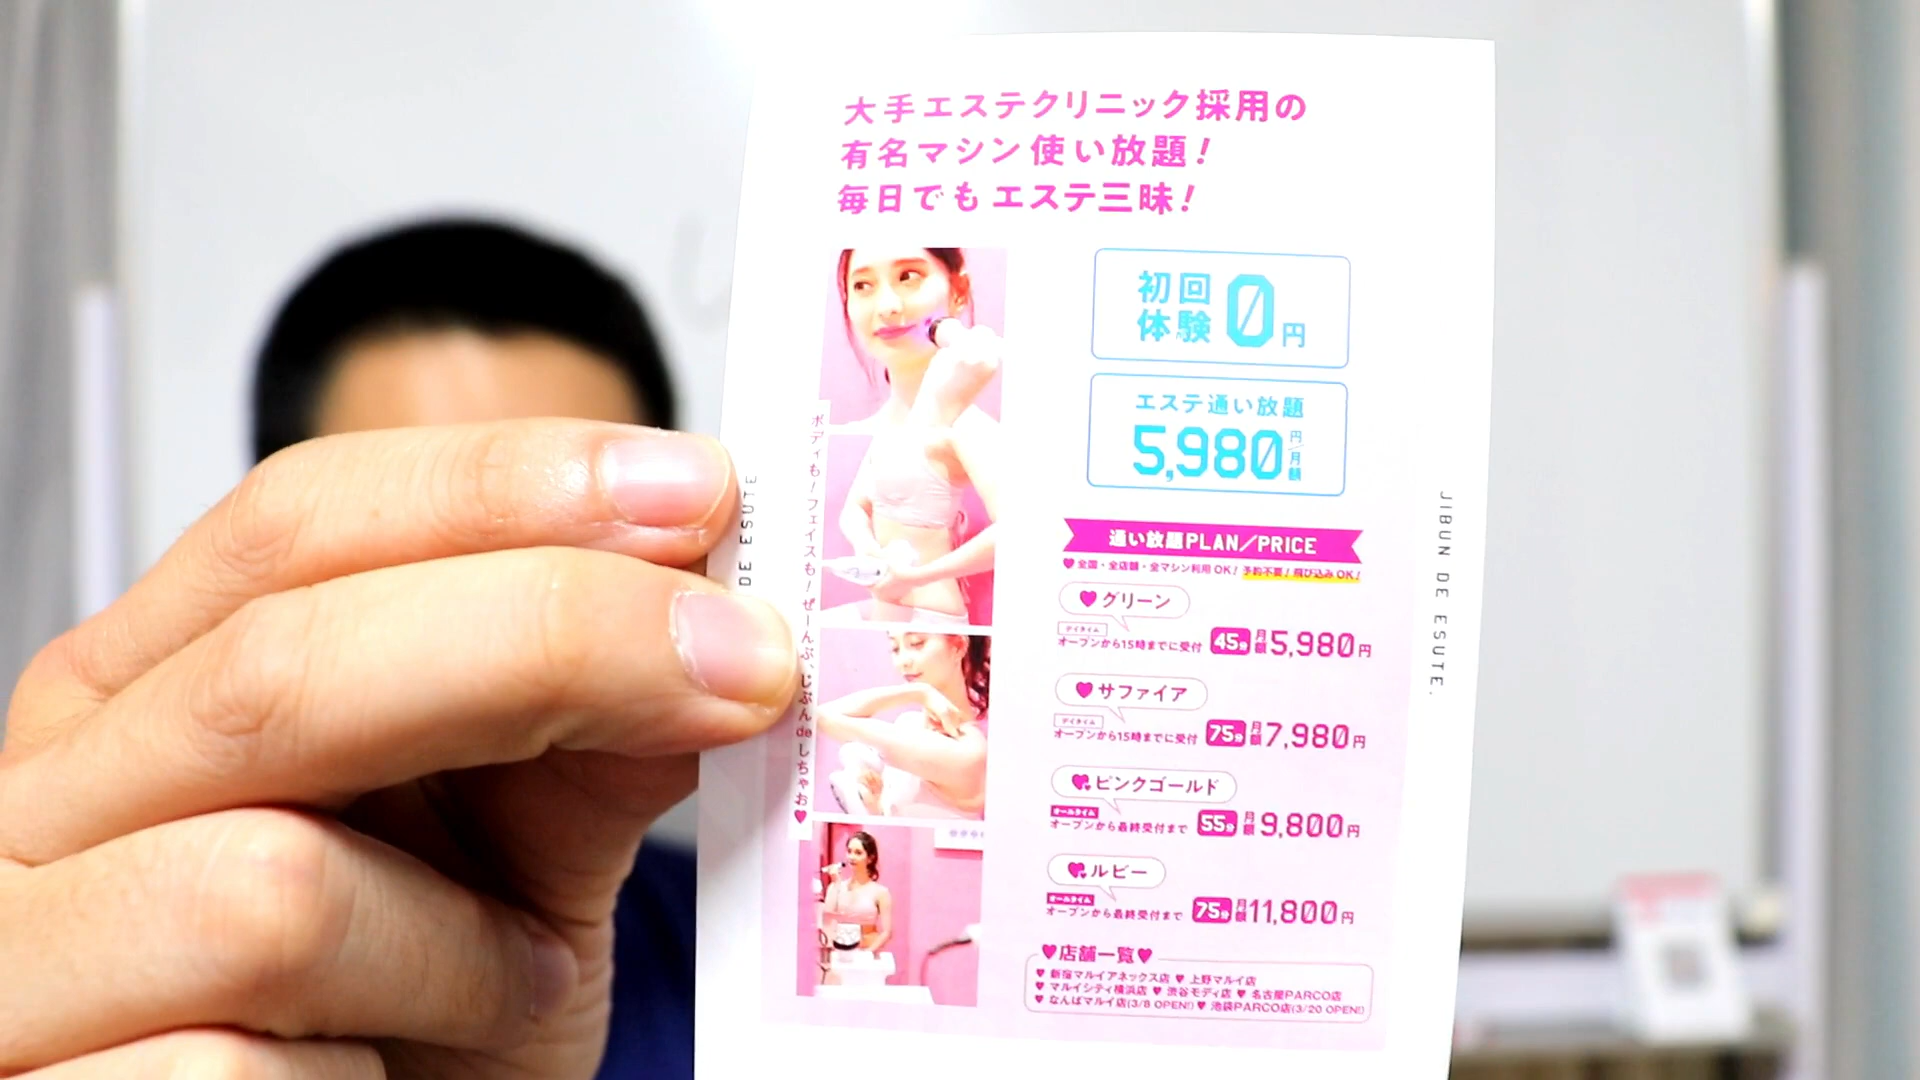 大手エステクリニック採用の
有名マシン使い放題!
毎日でもエステ三昧!
初回
体験 0円
エステ通い放題
5,980円/月額
ボディも!フェイスも!ぜーんぶ、じぶんdeしちゃお♥
DE ESUTE
JIBUN DE ESUTE.
通い放題PLAN/PRICE
♥全国・全店舗・全マシン利用OK! 予約不要!飛び込みOK!
♥グリーン
デイタイム
オープンから15時までに受付 45分 月額5,980円
♥サファイア
デイタイム
オープンから15時までに受付 75分 月額7,980円
♥ピンクゴールド
オールタイム
オープンから最終受付まで 55分 月額9,800円
♥ルビー
オールタイム
オープンから最終受付まで 75分 月額11,800円
♥店舗一覧♥
♥ 新宿マルイアネックス店 ♥ 上野マルイ店
♥ マルイシティ横浜店 ♥ 渋谷モディ店 ♥ 名古屋PARCO店
♥ なんばマルイ店(3/8 OPEN!) ♥ 池袋PARCO店(3/20 OPEN!)